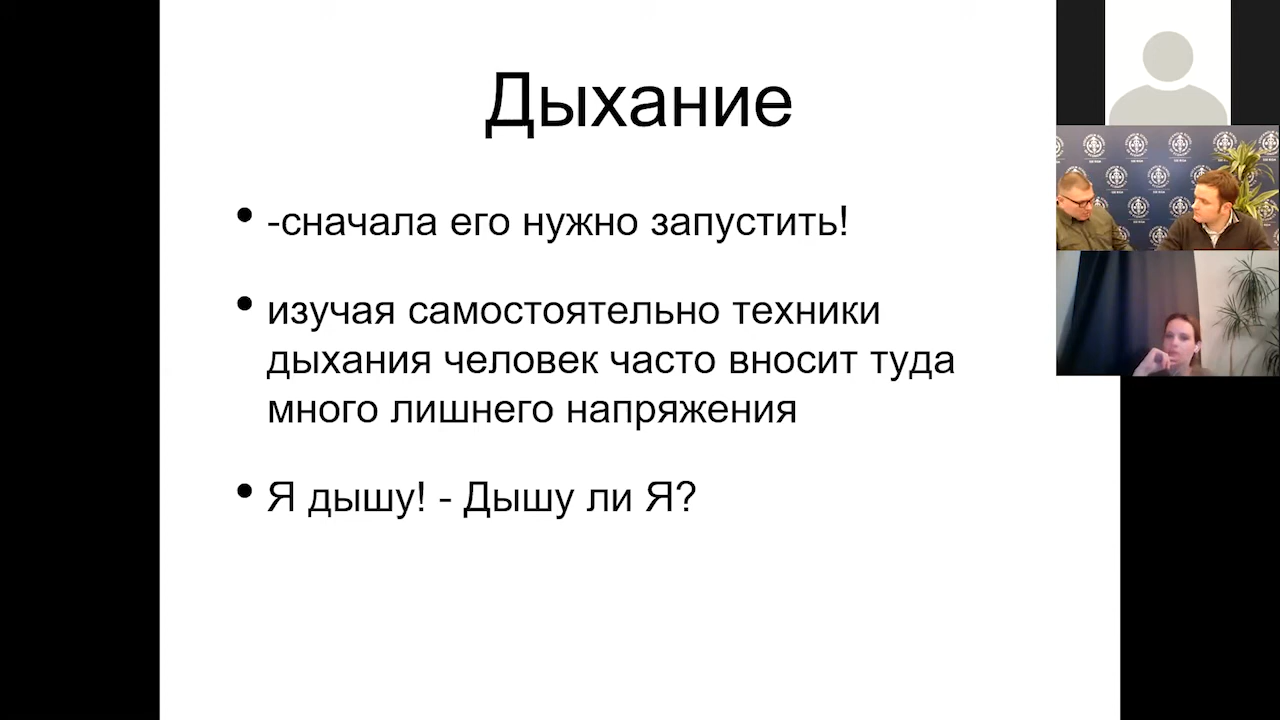 Дыхание
-сначала его нужно запустить!
изучая самостоятельно техники
дыхания человек часто вносит туда
много лишнего напряжения
Я дышу! - Дышу ли Я?